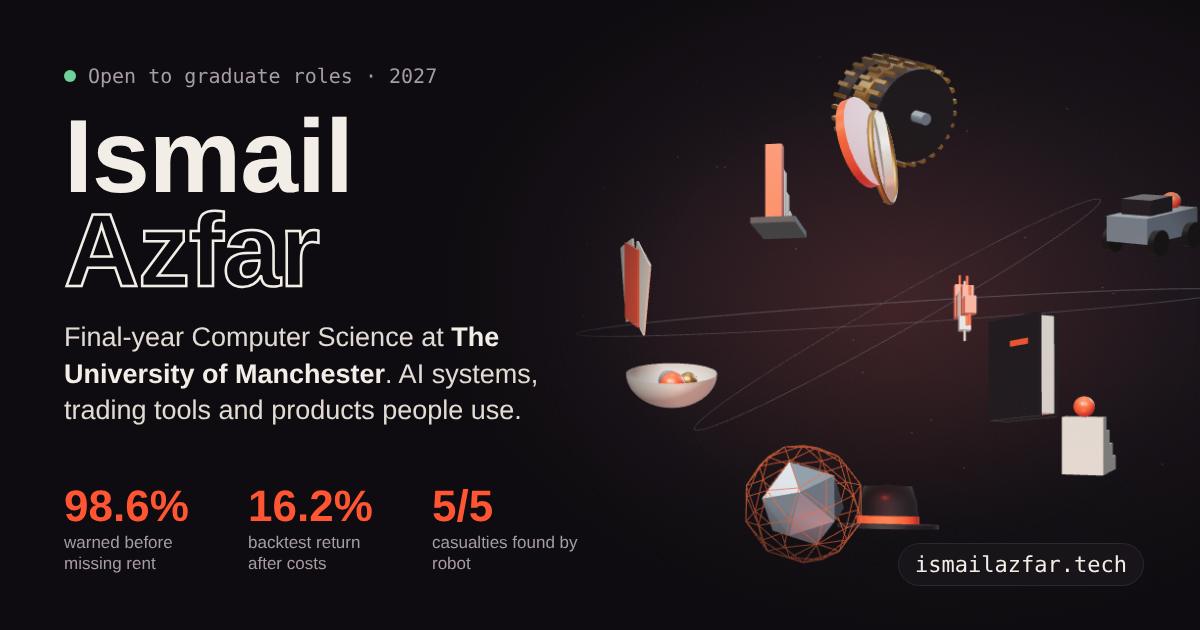 Open to graduate roles · 2027
Ismail
Azfar
Final-year Computer Science at The
University of Manchester. AI systems,
trading tools and products people use.
98.6%
warned before
missing rent
16.2%
backtest return
after costs
5/5
casualties found by
robot
ismailazfar.tech